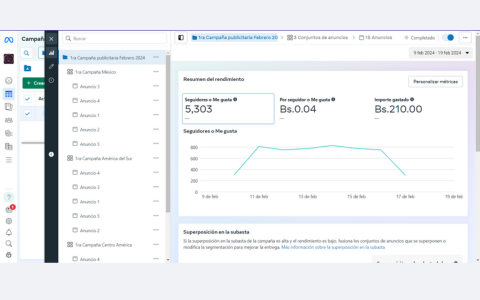 Campañ
Buscar
1ra Campaña publicitaria Febrero 20
3 Conjuntos de anuncios
15 Anuncios
Completado
9 feb 2024 - 19 feb 2024
1ra Campaña publicitaria Febrero 2024
1ra Campaña México
Anuncio 3
Anuncio 4
Anuncio 1
Anuncio 2
Anuncio 5
1ra Campaña América del Sur
Anuncio 4
Anuncio 3
Anuncio 1
Anuncio 5
Anuncio 2
1ra Campaña Centro América
Anuncio 4
+ Crea
Resumen del rendimiento
Personalizar métricas
Seguidores o Me gusta
5,303
—
Por seguidor o Me gusta
Bs.0.04
—
Importe gastado
Bs.210.00
—
Seguidores o Me gusta
800
600
400
200
0
9 de feb
11 de feb
13 de feb
15 de feb
17 de feb
19 de feb
Superposición en la subasta
Si la superposición en la subasta de la campaña es alta y el rendimiento es bajo, fusiona los conjuntos de anuncios que se superponen o
modifica la segmentación para mejorar la entrega. Más información sobre la superposición en la subasta